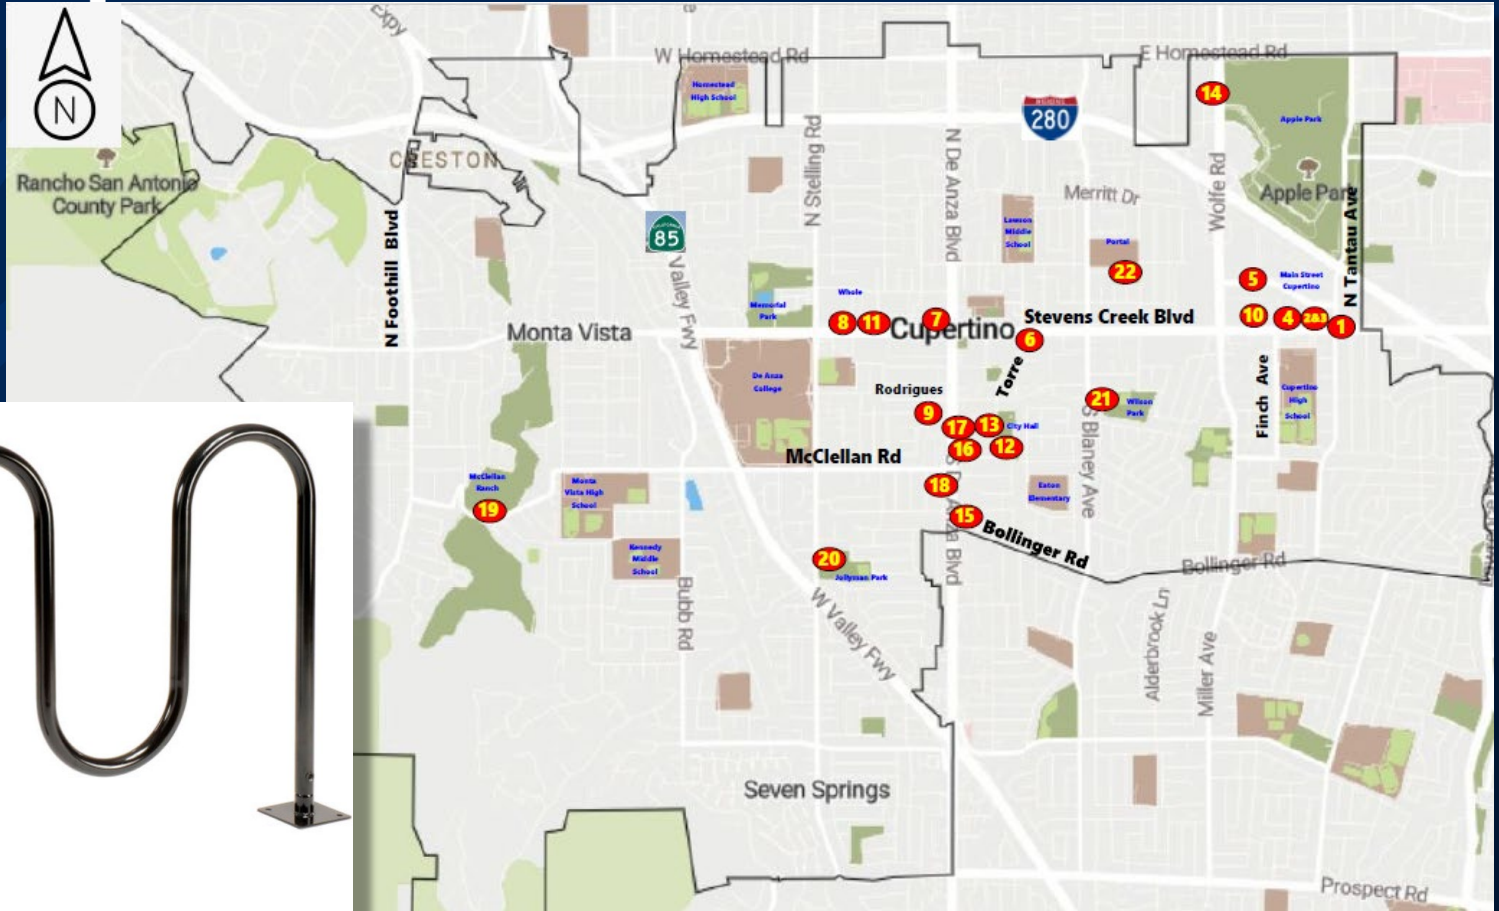 Expy
W Homestead Rd
E Homestead Rd
Homestead
High School
14
INTERSTATE
280
N
Apple Park
CRESTON
N Stelling Rd
N De Anza Blvd
Rancho San Antonio
County Park
Merritt Dr
Wolfe Rd
Apple Park
N Foothill Blvd
CALIFORNIA
85
Lawson
Middle
School
N Tantau Ave
Portal
22
Valley Fwy
5
Main Street
Cupertino
Whole
Memorial
Park
8
11
7
Cupertino
Stevens Creek Blvd
10
4
2&3
1
Monta Vista
6
De Anza
College
Torre
Finch Ave
Cupertino
High
School
Rodrigues
9
21
Wilson
Park
17
13
City Hall
16
12
S Blaney Ave
McClellan Rd
McClellan
Ranch
19
Monta
Vista High
School
18
S De Anza Blvd
Eaton
Elementary
15
Bollinger Rd
Kennedy
Middle
School
20
Jollyman Park
Bollinger Rd
Bubb Rd
W Valley Fwy
Alderbrook Ln
Miller Ave
Seven Springs
Prospect Rd